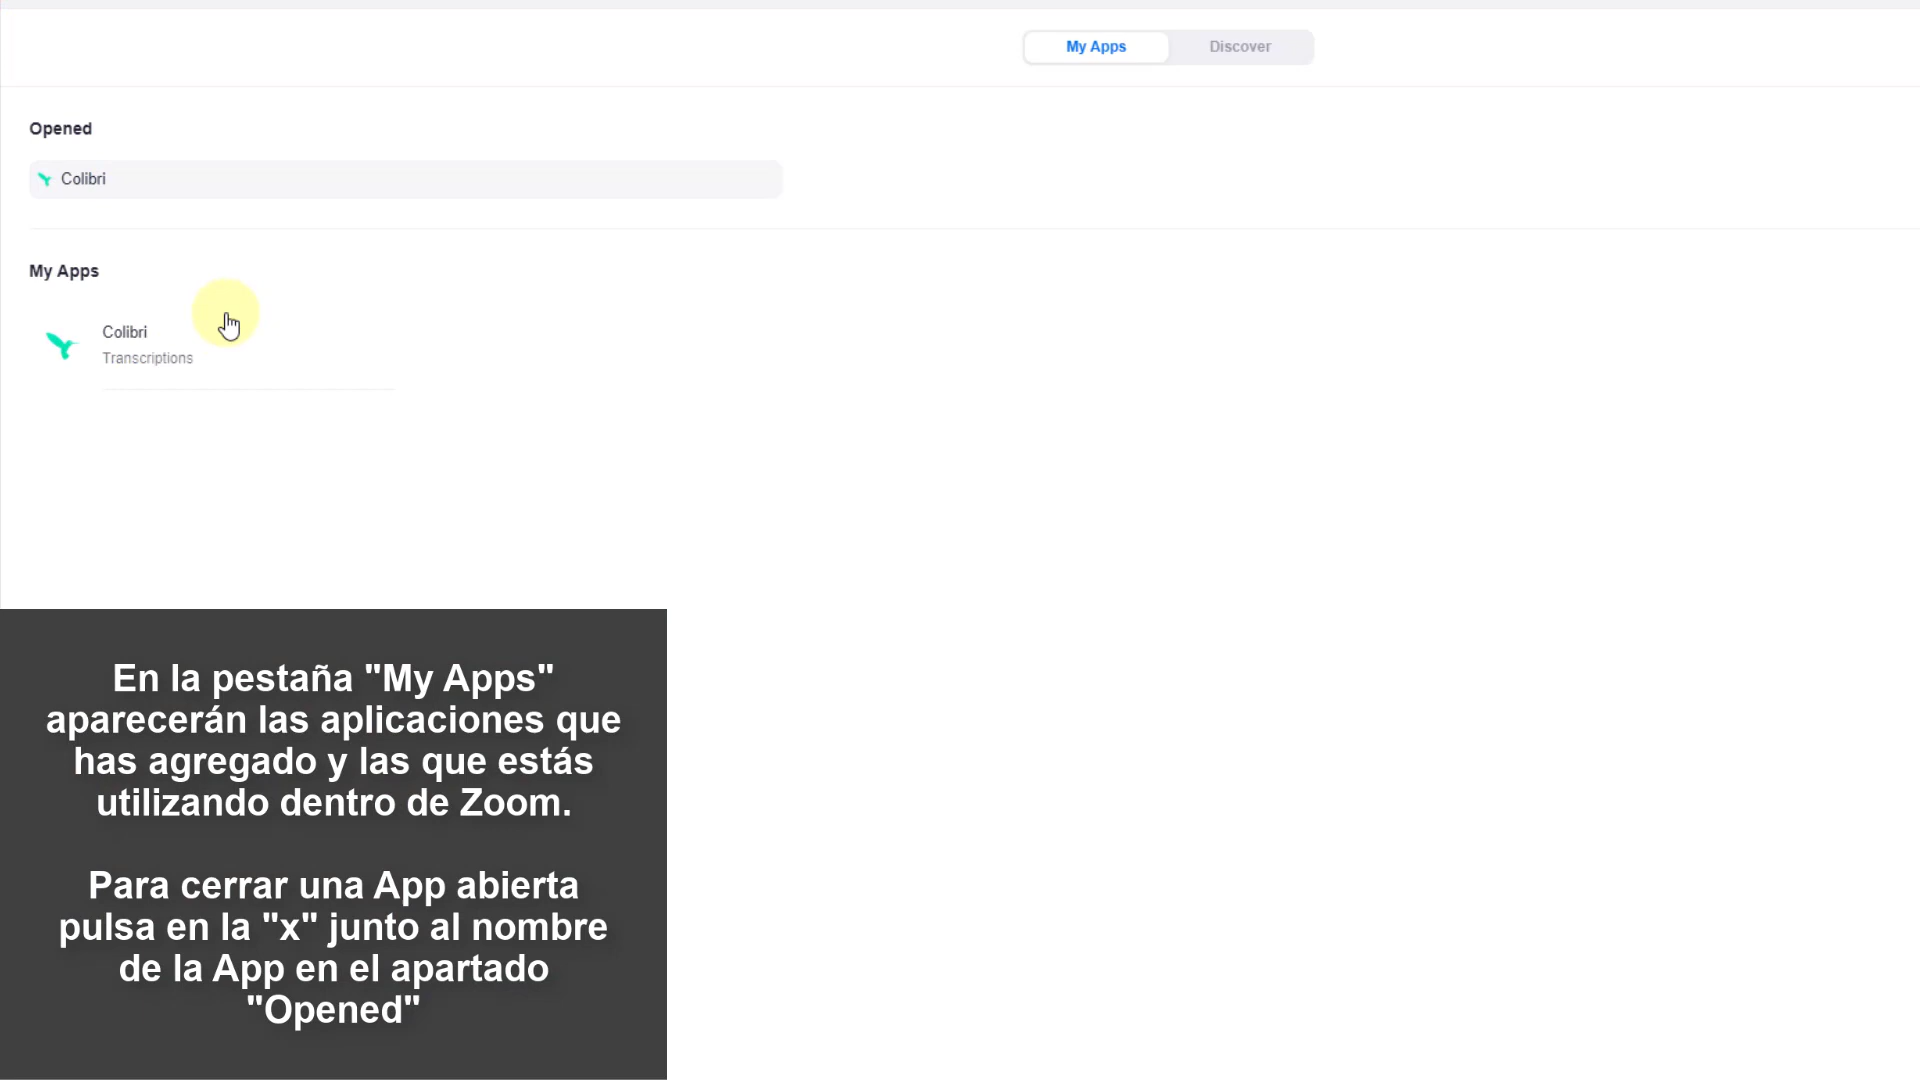 My Apps
Discover
Opened
Colibri
My Apps
Colibri
Transcriptions
En la pestaña "My Apps"
aparecerán las aplicaciones que
has agregado y las que estás
utilizando dentro de Zoom.
Para cerrar una App abierta
pulsa en la "x" junto al nombre
de la App en el apartado
"Opened"